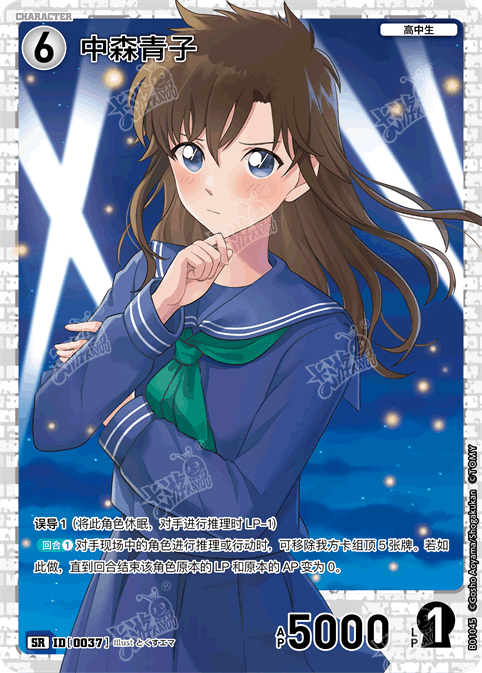 CHARACTER
6
中森青子
高中生
误导1（将此角色休眠，对手进行推理时 LP-1）
回合❶ 对手现场中的角色进行推理或行动时，可移除我方卡组顶 5 张牌。若如
此做，直到回合结束该角色原本的 LP 和原本的 AP 变为 0。
SR ID[0037] Illust とくすエマ
AP 5000
LP 1
B01045 ©Gosho Aoyama/Shogakukan ©TOMY